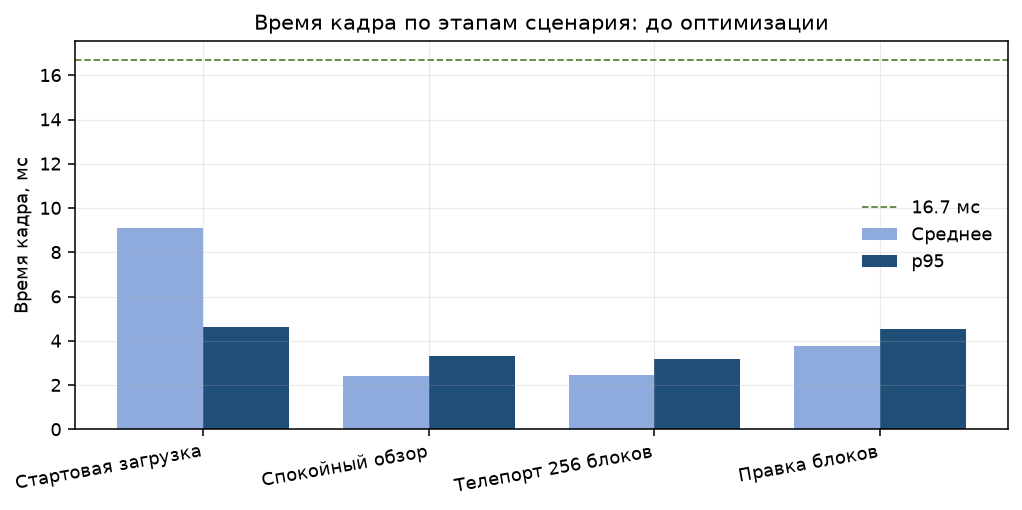 Время кадра по этапам сценария: до оптимизации
Время кадра, мс
16
14
12
10
8
6
4
2
0
16.7 мс
Среднее
p95
Стартовая загрузка
Спокойный обзор
Телепорт 256 блоков
Правка блоков